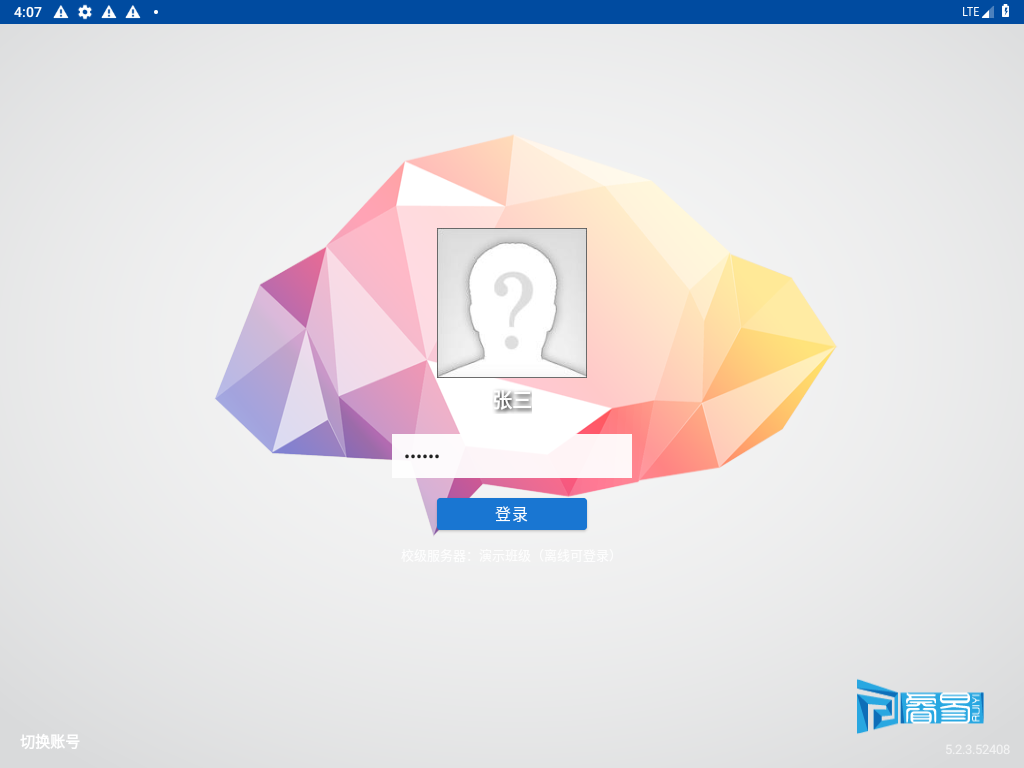 4:07
LTE
张三
••••••
登录
校级服务器：演示班级（离线可登录）
睿易 RUIYI
切换账号
5.2.3.52408